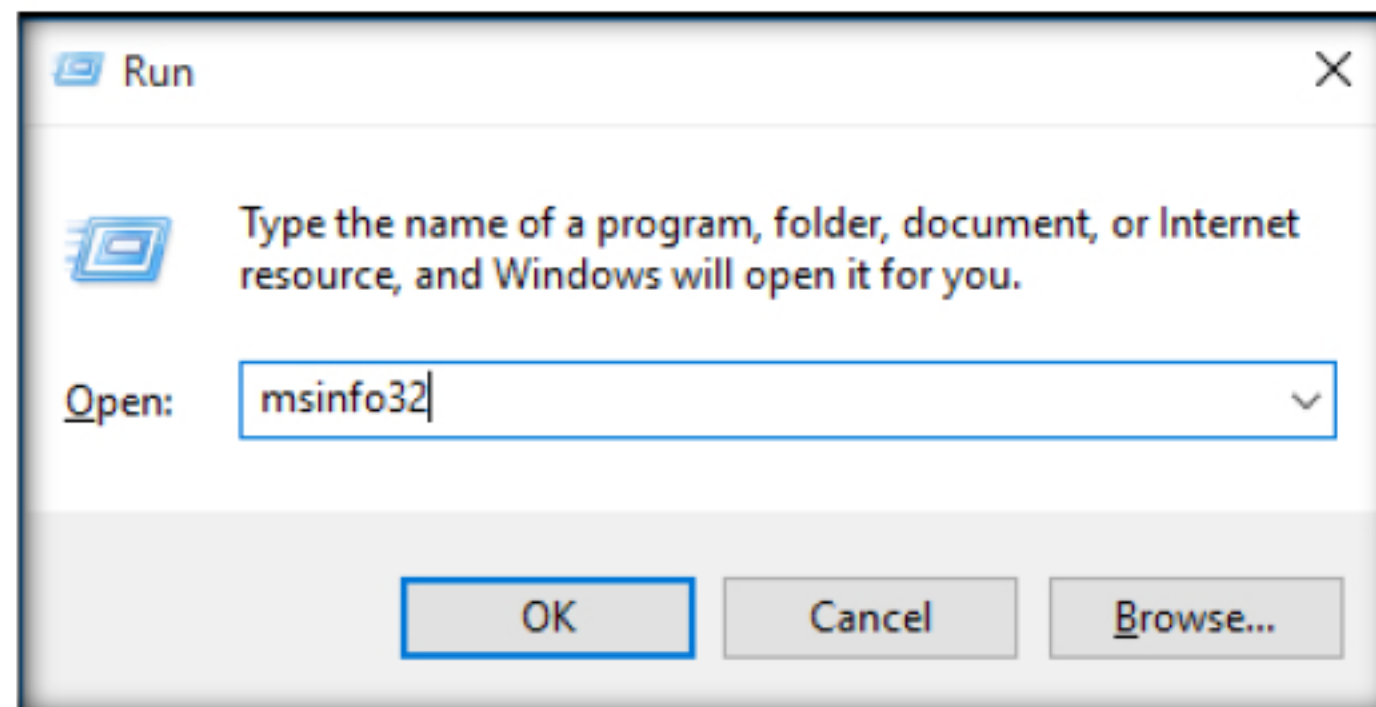 Run
Type the name of a program, folder, document, or Internet
resource, and Windows will open it for you.
Open:
msinfo32
OK
Cancel
Browse...